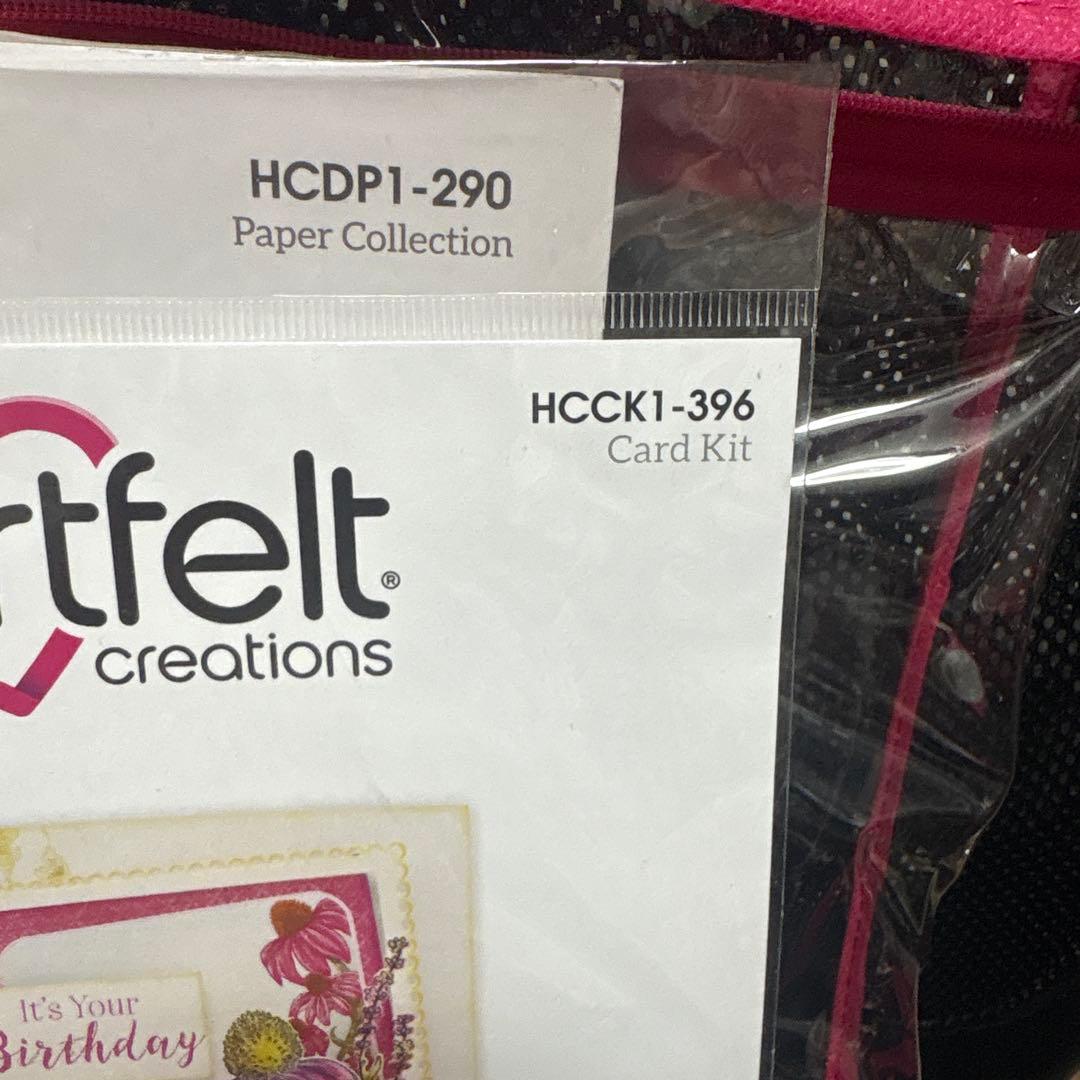 HCDP1-290
Paper Collection
HCCK1-396
Card Kit
rtfelt®
creations
It's Your
Birthday